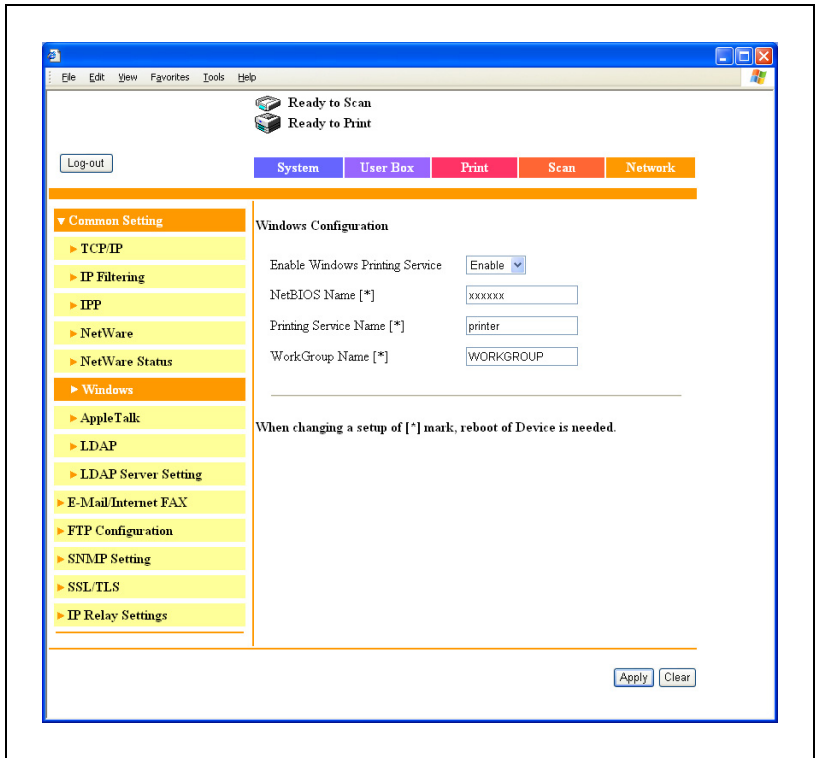 File Edit View Favorites Tools Help
Ready to Scan
Ready to Print
Log-out
System User Box Print Scan Network
Common Setting
TCP/IP
IP Filtering
IPP
NetWare
NetWare Status
Windows
AppleTalk
LDAP
LDAP Server Setting
E-Mail/Internet FAX
FTP Configuration
SNMP Setting
SSL/TLS
IP Relay Settings
Windows Configuration
Enable Windows Printing Service Enable
NetBIOS Name [*] xxxxxx
Printing Service Name [*] printer
WorkGroup Name [*] WORKGROUP
When changing a setup of [*] mark, reboot of Device is needed.
Apply Clear